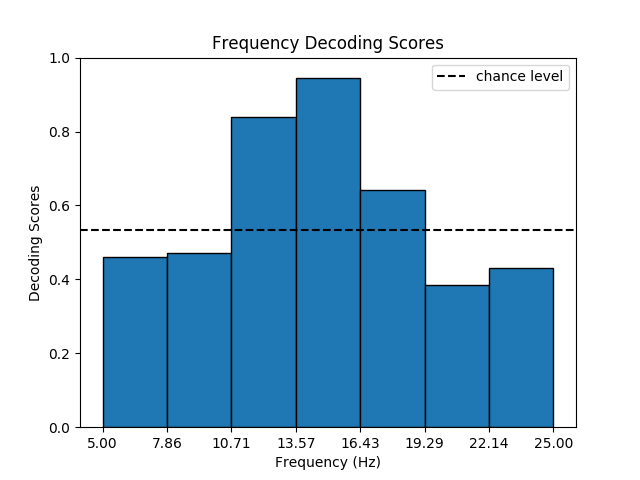 Frequency Decoding Scores
chance level
1.0
0.8
0.6
0.4
0.2
0.0
Decoding Scores
5.00 7.86 10.71 13.57 16.43 19.29 22.14 25.00
Frequency (Hz)